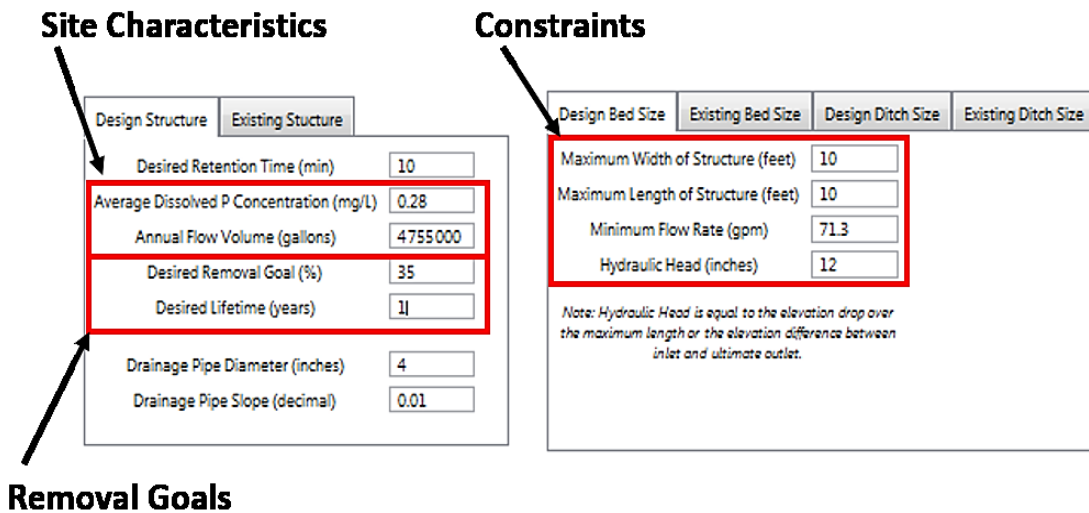 Site Characteristics
Constraints
Design Structure
Existing Stucture
Desired Retention Time (min) 10
Average Dissolved P Concentration (mg/L) 0.28
Annual Flow Volume (gallons) 4755000
Desired Removal Goal (%) 35
Desired Lifetime (years) 1
Drainage Pipe Diameter (inches) 4
Drainage Pipe Slope (decimal) 0.01
Design Bed Size
Existing Bed Size
Design Ditch Size
Existing Ditch Size
Maximum Width of Structure (feet) 10
Maximum Length of Structure (feet) 10
Minimum Flow Rate (gpm) 71.3
Hydraulic Head (inches) 12
Note: Hydraulic Head is equal to the elevation drop over
the maximum length or the elevation difference between
inlet and ultimate outlet.
Removal Goals